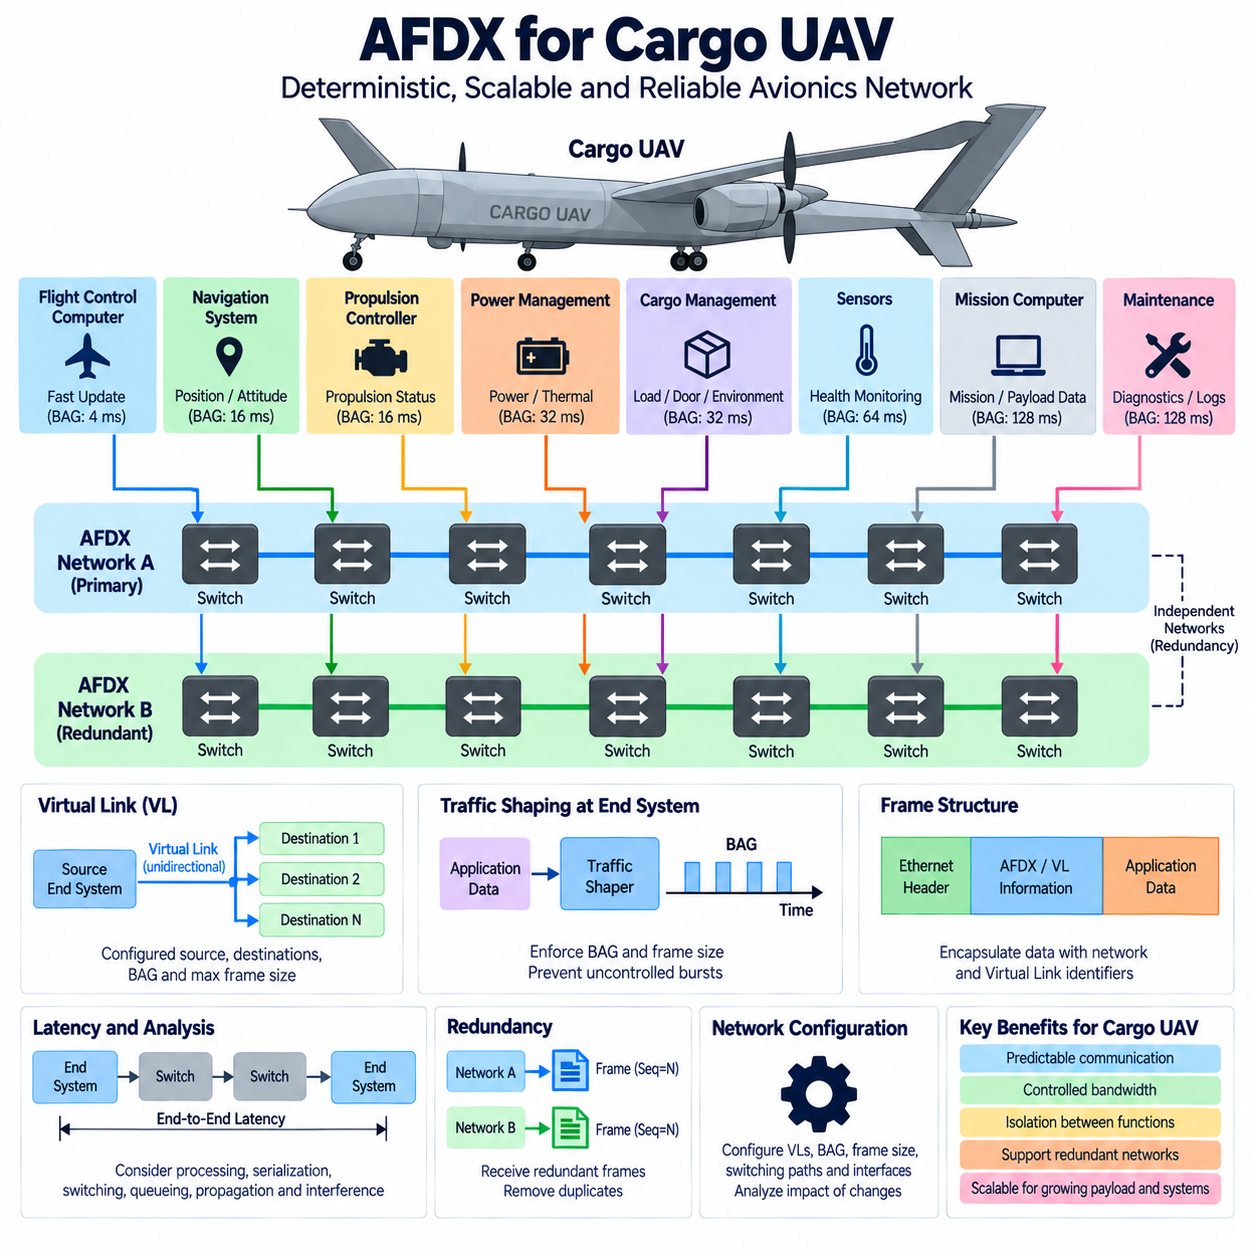 AFDX for Cargo UAV
Deterministic, Scalable and Reliable Avionics Network
Cargo UAV
CARGO UAV
Flight Control
Computer
Fast Update
(BAG: 4 ms)
Navigation
System
Position / Attitude
(BAG: 16 ms)
Propulsion
Controller
Propulsion Status
(BAG: 16 ms)
Power Management
Power / Thermal
(BAG: 32 ms)
Cargo Management
Load / Door / Environment
(BAG: 32 ms)
Sensors
Health Monitoring
(BAG: 64 ms)
Mission Computer
Mission / Payload Data
(BAG: 128 ms)
Maintenance
Diagnostics / Logs
(BAG: 128 ms)
AFDX
Network A
(Primary)
Switch
Switch
Switch
Switch
Switch
Switch
Switch
Independent
Networks
(Redundancy)
AFDX
Network B
(Redundant)
Switch
Switch
Switch
Switch
Switch
Switch
Switch
Virtual Link (VL)
Source
End System
Virtual Link
(unidirectional)
Destination 1
Destination 2
Destination N
Configured source, destinations,
BAG and max frame size
Traffic Shaping at End System
Application
Data
Traffic
Shaper
BAG
Time
Enforce BAG and frame size
Prevent uncontrolled bursts
Frame Structure
Ethernet
Header
AFDX / VL
Information
Application
Data
Encapsulate data with network
and Virtual Link identifiers
Latency and Analysis
End
System
Switch
Switch
End
System
End-to-End Latency
Consider processing, serialization,
switching, queueing, propagation and interference
Redundancy
Network A
Frame (Seq=N)
Network B
Frame (Seq=N)
Receive redundant frames
Remove duplicates
Network Configuration
Configure VLs, BAG, frame size,
switching paths and interfaces
Analyze impact of changes
Key Benefits for Cargo UAV
Predictable communication
Controlled bandwidth
Isolation between functions
Support redundant networks
Scalable for growing payload and systems